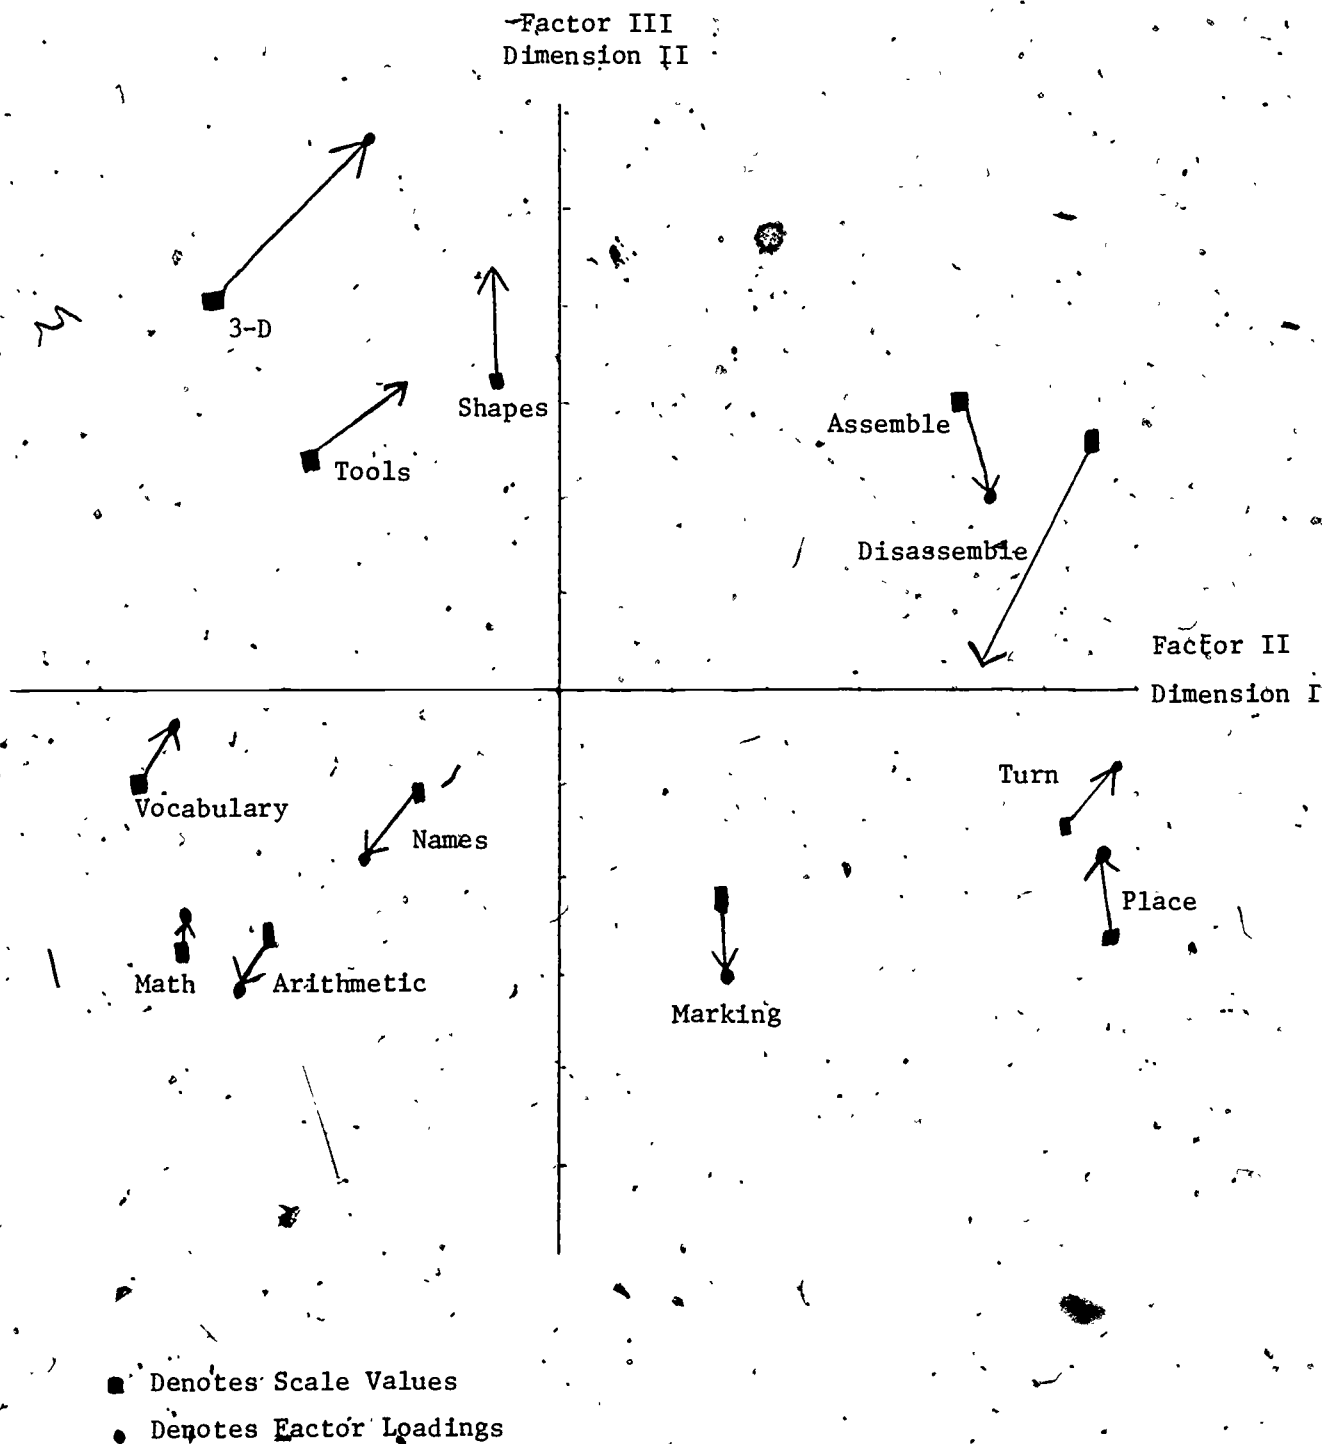 Factor III
Dimension II
3-D
Shapes
Tools
Assemble
Disassemble
Factor II
Dimension I
Vocabulary
Names
Turn
Place
Math
Arithmetic
Marking
Denotes Scale Values
Denotes Factor Loadings